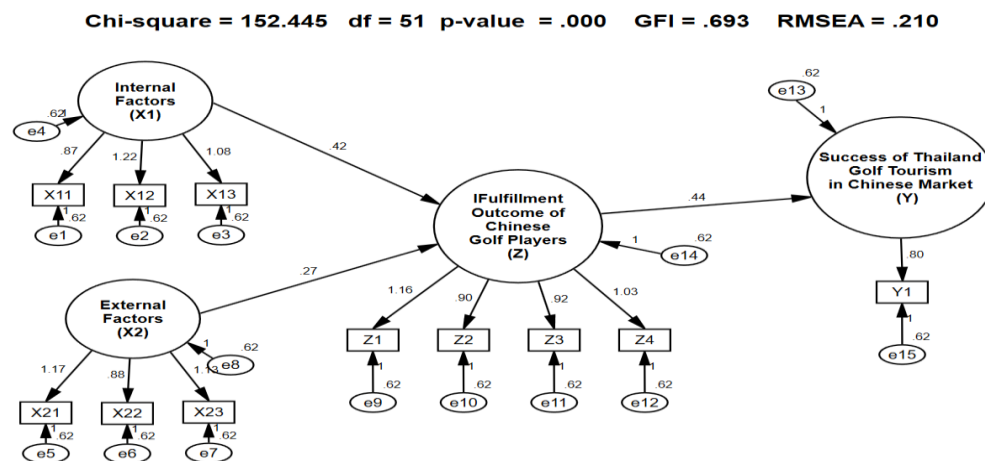 Chi-square = 152.445 df = 51 p-value = .000 GFI = .693 RMSEA = .210
Internal
Factors
(X1)
.62
1
e4
.87
1.22
1.08
X11
X12
X13
1
.62
1
.62
1
.62
e1
e2
e3
.42
External
Factors
(X2)
1
.62
e8
1.17
.88
1.13
X21
X22
X23
1
.62
1
.62
1
.62
e5
e6
e7
.27
IFulfillment
Outcome of
Chinese
Golf Players
(Z)
1
.62
e14
1.16
.90
.92
1.03
Z1
Z2
Z3
Z4
1
.62
1
.62
1
.62
1
.62
e9
e10
e11
e12
.44
.62
e13
1
Success of Thailand
Golf Tourism
in Chinese Market
(Y)
.80
Y1
1
.62
e15